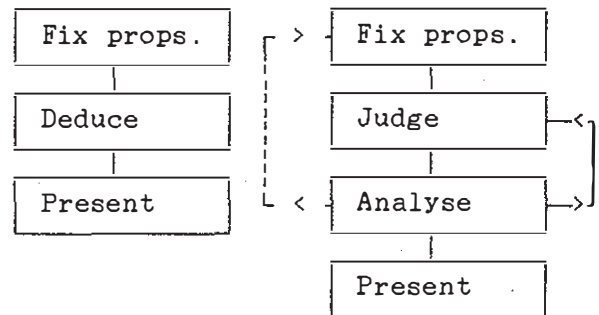 Fix props.
Deduce
Present
Fix props.
Judge
Analyse
Present